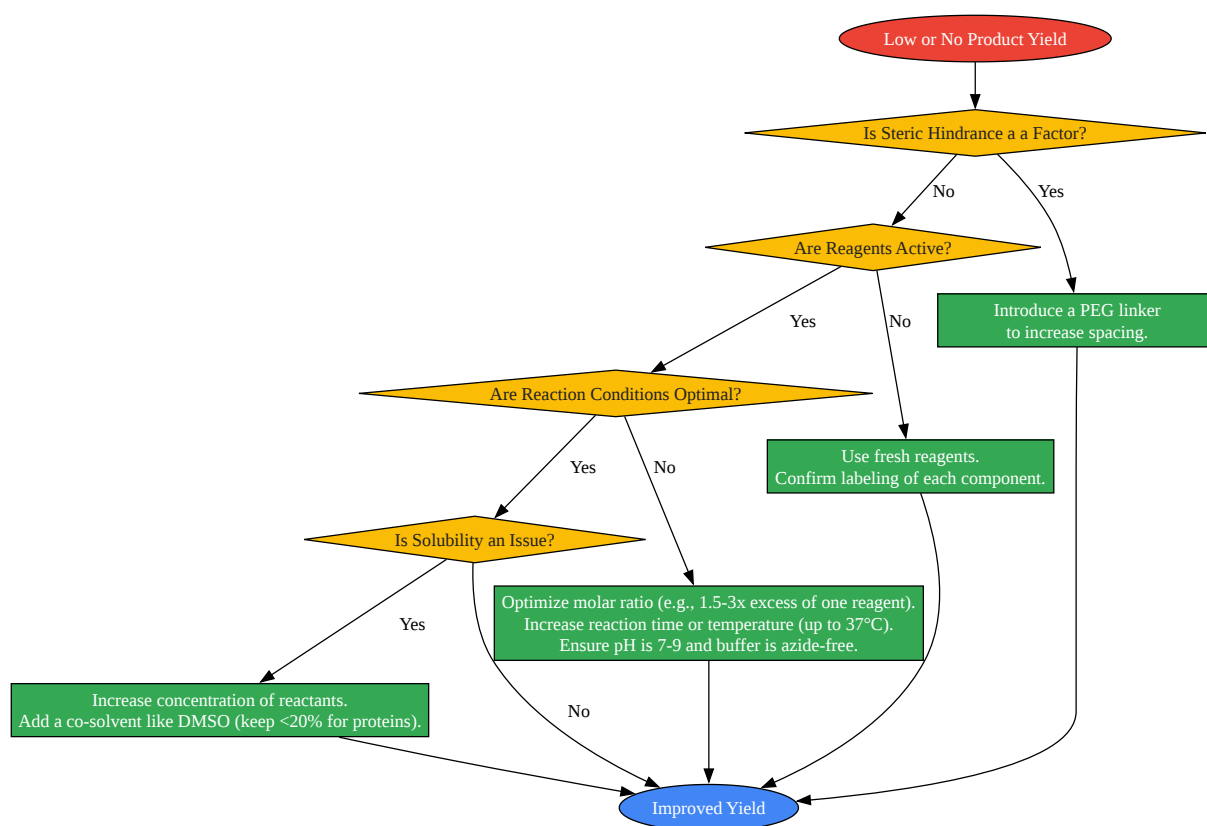 Low or No Product Yield
Is Steric Hindrance a a Factor?
No
Yes
Are Reagents Active?
Introduce a PEG linker
to increase spacing.
Yes
No
Are Reaction Conditions Optimal?
Use fresh reagents.
Confirm labeling of each component.
Yes
No
Is Solubility an Issue?
Optimize molar ratio (e.g., 1.5-3x excess of one reagent).
Increase reaction time or temperature (up to 37°C).
Ensure pH is 7-9 and buffer is azide-free.
Yes
No
Increase concentration of reactants.
Add a co-solvent like DMSO (keep <20% for proteins).
Improved Yield